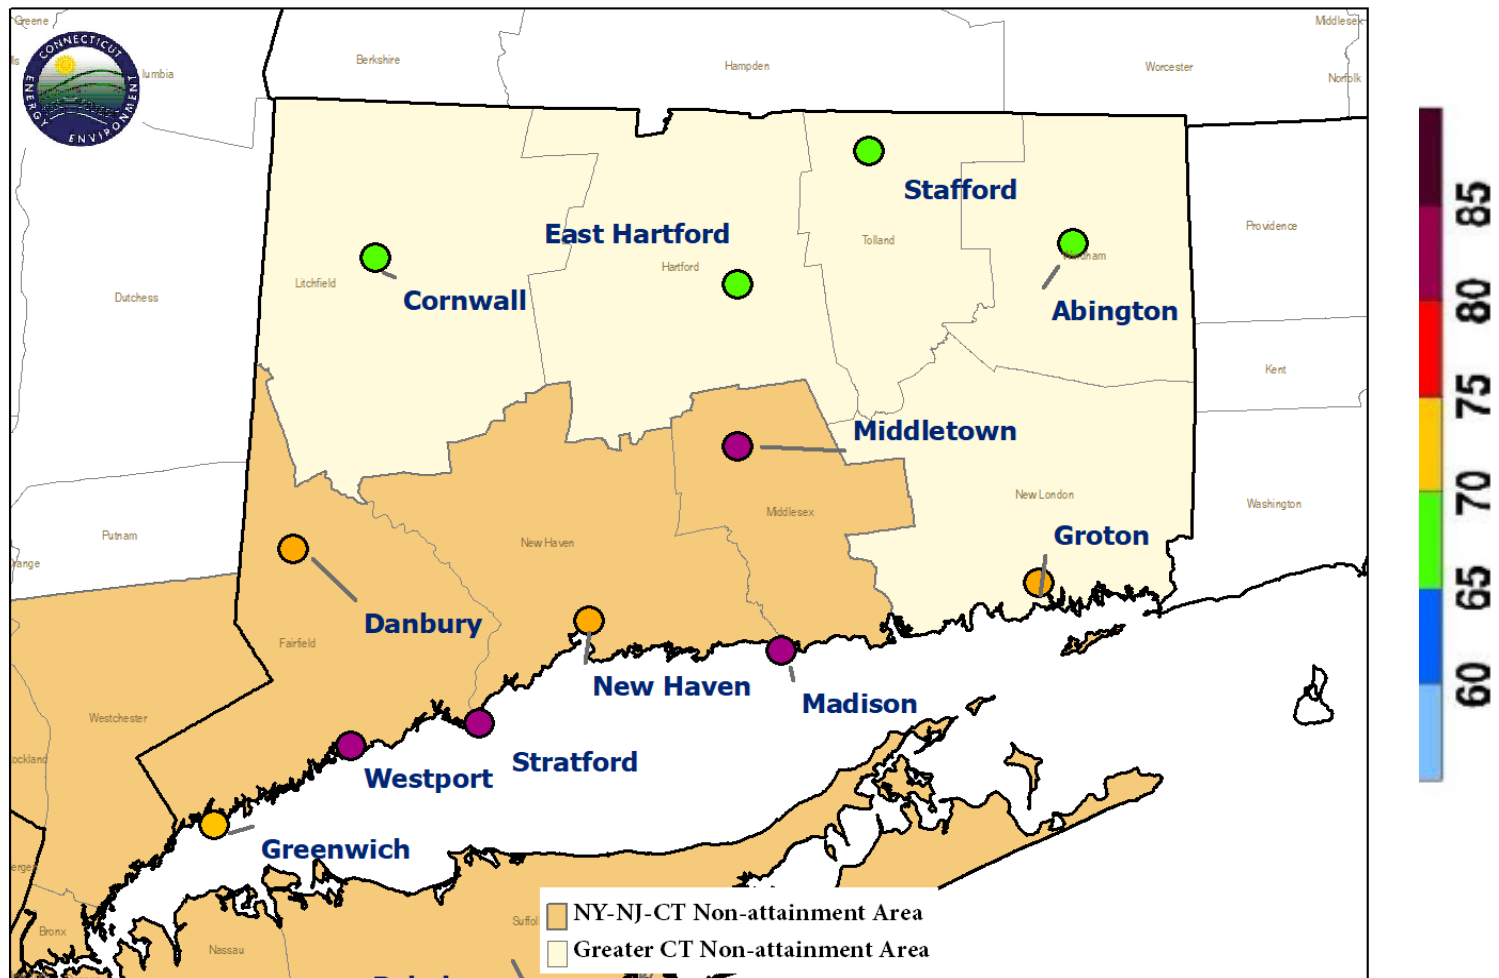 Greene
Middlesex
CONNECTICUT
ENERGY
ENVIRONMENT
lumbia
Berkshire
Hampden
Worcester
Norfolk
Stafford
85
East Hartford
Providence
Tolland
Hartford
Litchfield
Cornwall
Dutchess
Abington
80
Kent
75
Middletown
70
New London
Washington
Middlesex
Putnam
Groton
New Haven
range
65
Danbury
Fairfield
New Haven
60
Madison
Westchester
ockland
Stratford
Westport
Greenwich
NY-NJ-CT Non-attainment Area
Suffol
Bronx
Nassau
Greater CT Non-attainment Area